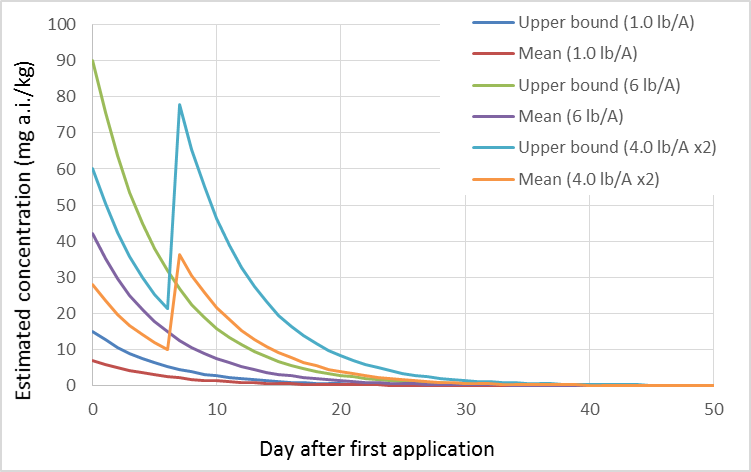 Estimated concentration (mg a.i./kg)
100
90
80
70
60
50
40
30
20
10
0
Upper bound (1.0 lb/A)
Mean (1.0 lb/A)
Upper bound (6 lb/A)
Mean (6 lb/A)
Upper bound (4.0 lb/A x2)
Mean (4.0 lb/A x2)
0 10 20 30 40 50
Day after first application